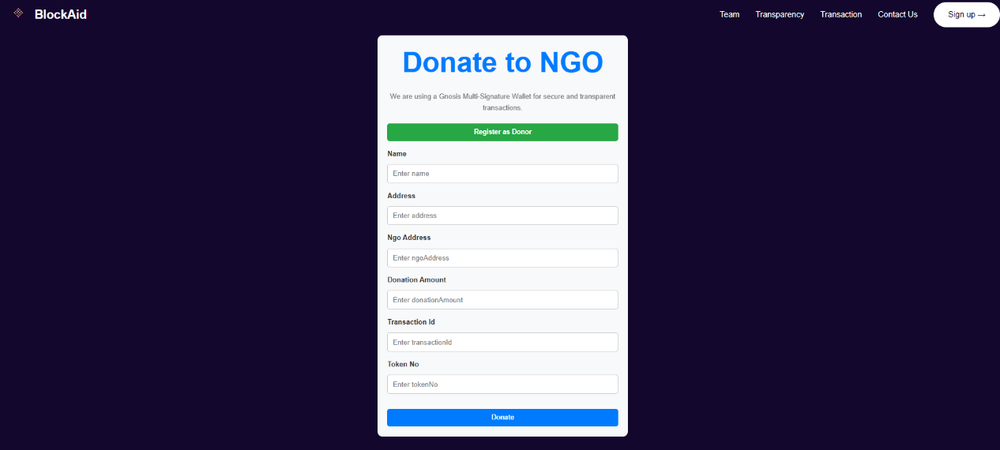 BlockAid
Team
Transparency
Transaction
Contact Us
Sign up →
Donate to NGO
We are using a Gnosis Multi-Signature Wallet for secure and transparent
transactions.
Register as Donor
Name
Enter name
Address
Enter address
Ngo Address
Enter ngoAddress
Donation Amount
Enter donationAmount
Transaction Id
Enter transactionId
Token No
Enter tokenNo
Donate